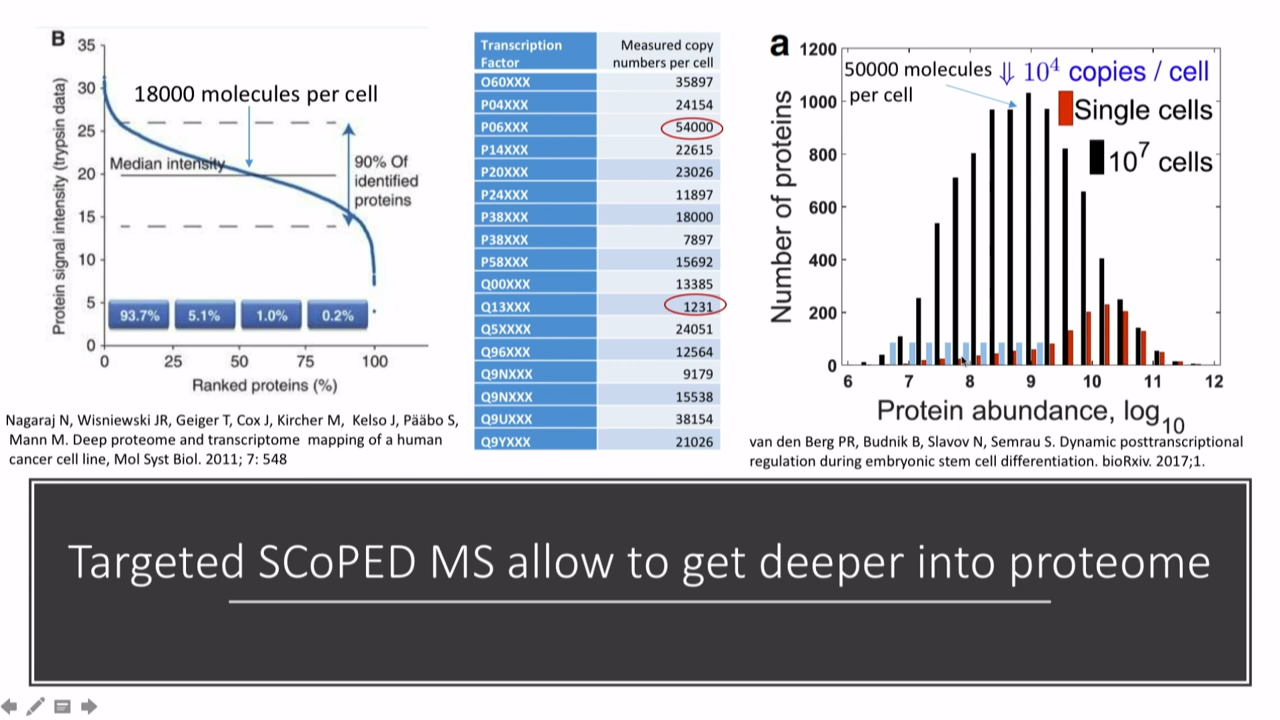 B
35
30
25
20
15
10
5
0
Protein signal intensity (trypsin data)
18000 molecules per cell
Median intensity
90% Of
identified
proteins
93.7% 5.1% 1.0% 0.2%
0 25 50 75 100
Ranked proteins (%)
Nagaraj N, Wisniewski JR, Geiger T, Cox J, Kircher M, Kelso J, Pääbo S,
Mann M. Deep proteome and transcriptome mapping of a human
cancer cell line, Mol Syst Biol. 2011; 7: 548
Transcription Measured copy
Factor numbers per cell
O60XXX 35897
P04XXX 24154
P06XXX 54000
P14XXX 22615
P20XXX 23026
P24XXX 11897
P38XXX 18000
P38XXX 7897
P58XXX 15692
Q00XXX 13385
Q13XXX 1231
Q5XXXX 24051
Q96XXX 12564
Q9NXXX 9179
Q9NXXX 15538
Q9UXXX 38154
Q9YXXX 21026
a
1200
1000
800
600
400
200
0
Number of proteins
50000 molecules ⇓ 10⁴ copies / cell
per cell
Single cells
10⁷ cells
6 7 8 9 10 11 12
Protein abundance, log₁₀
van den Berg PR, Budnik B, Slavov N, Semrau S. Dynamic posttranscriptional
regulation during embryonic stem cell differentiation. bioRxiv. 2017;1.
Targeted SCoPED MS allow to get deeper into proteome